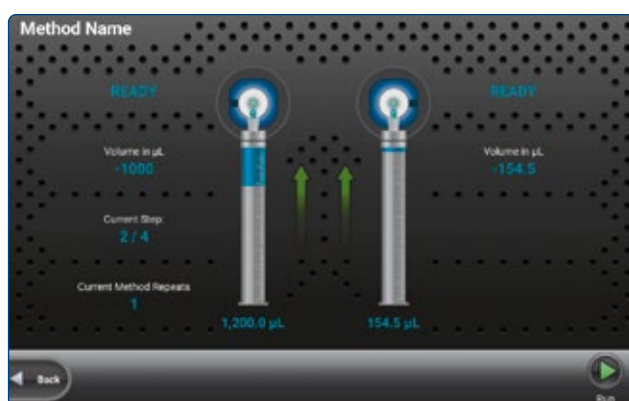 Method Name
READY
READY
Volume in µL
-1000
Volume in µL
-154.5
Current Step:
2 / 4
Current Method Repeats
1
1,200.0 µL
154.5 µL
Back
Run